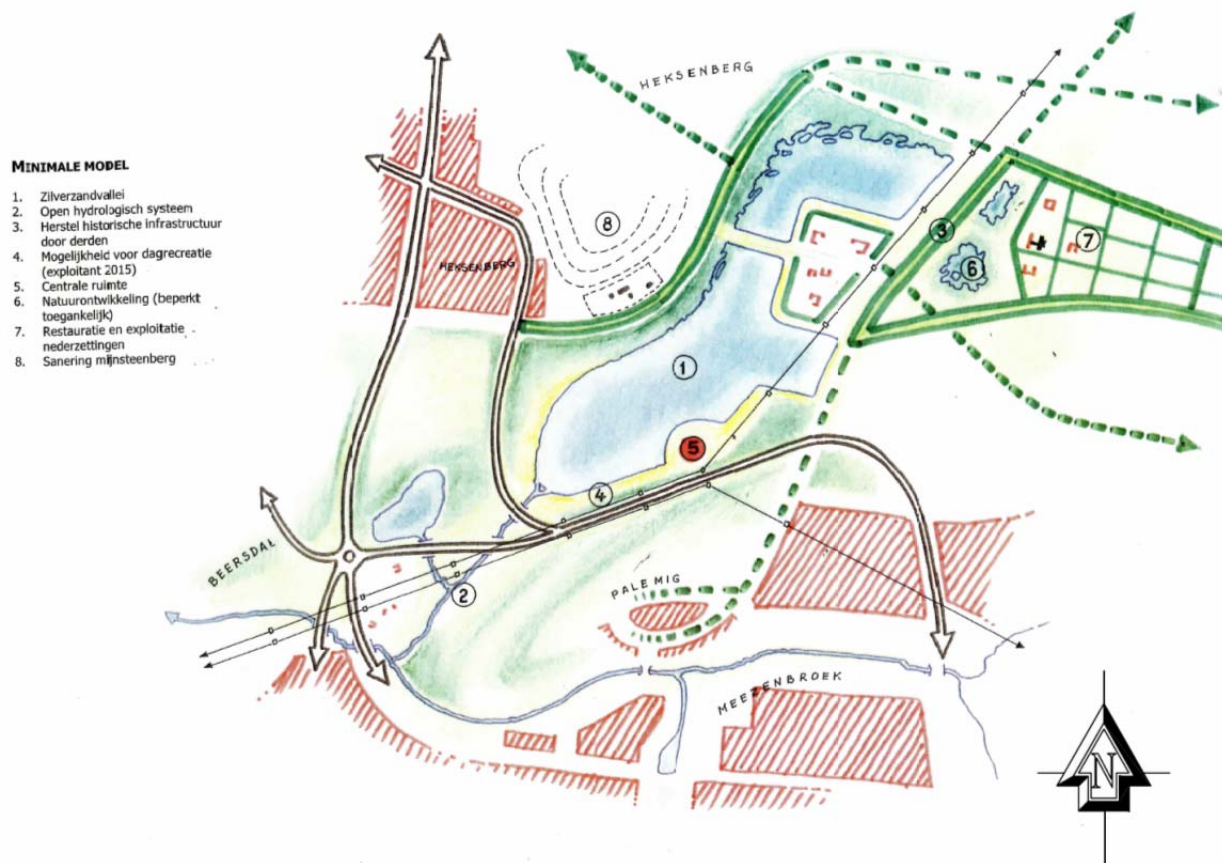 MINIMALE MODEL
1. Zilverzandvallei
2. Open hydrologisch systeem
3. Herstel historische infrastructuur
door derden
4. Mogelijkheid voor dagrecreatie
(exploitant 2015)
5. Centrale ruimte
6. Natuurontwikkeling (beperkt
toegankelijk)
7. Restauratie en exploitatie
nederzettingen
8. Sanering mijnsteenberg
HEKSENBERG
8
3
7
6
HEKSENBERG
1
5
4
BEERSDAL
2
PALEMIG
MEEZENBROEK
N